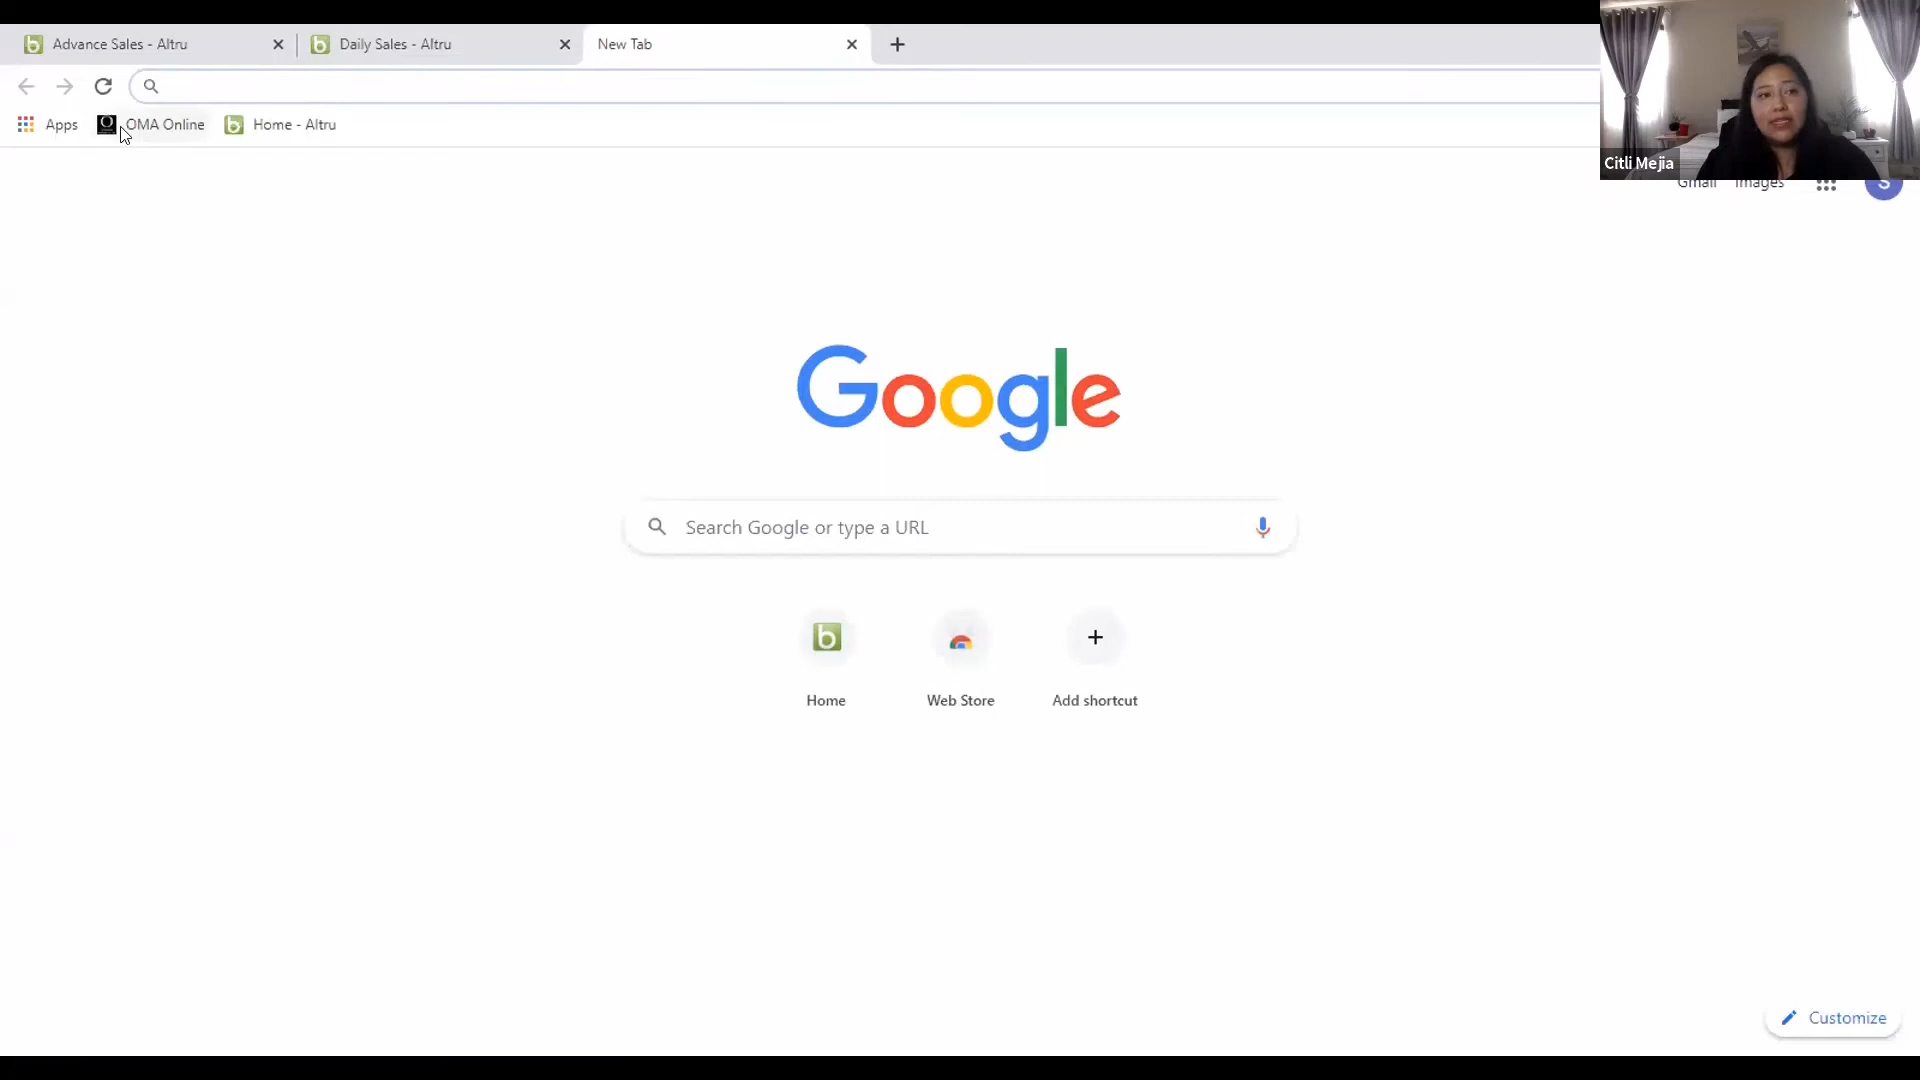 Advance Sales - Altru
Daily Sales - Altru
New Tab
Apps
OMA Online
Home - Altru
Citli Mejia
Gmail
Images
S
Google
Search Google or type a URL
Home
Web Store
Add shortcut
Customize